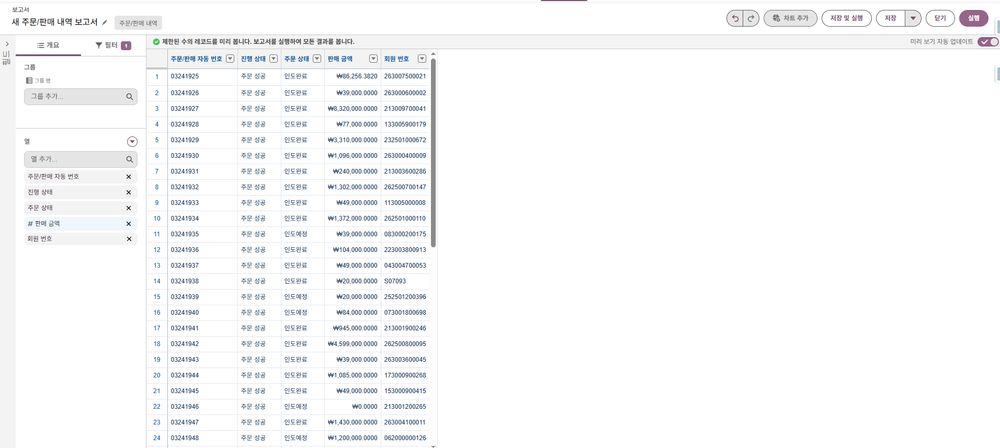 보고서
새 주문/판매 내역 보고서 주문/판매 내역
차트 추가 저장 및 실행 저장 닫기 실행
필드
개요 필터 1
제한된 수의 레코드를 미리 봅니다. 보고서를 실행하여 모든 결과를 봅니다.
미리 보기 자동 업데이트
그룹
그룹 행
그룹 추가...
열
열 추가...
주문/판매 자동 번호
진행 상태
주문 상태
# 판매 금액
회원 번호
주문/판매 자동 번호 진행 상태 주문 상태 판매 금액 회원 번호
1 03241925 주문 성공 인도완료 ₩86,256.3820 263007500021
2 03241926 주문 성공 인도완료 ₩39,000.0000 263000600002
3 03241927 주문 성공 인도완료 ₩8,320,000.0000 213009700041
4 03241928 주문 성공 인도완료 ₩77,000.0000 133005900179
5 03241929 주문 성공 인도완료 ₩3,310,000.0000 232501000672
6 03241930 주문 성공 인도완료 ₩1,096,000.0000 263000400009
7 03241931 주문 성공 인도완료 ₩240,000.0000 213003600286
8 03241932 주문 성공 인도완료 ₩1,302,000.0000 262500700147
9 03241933 주문 성공 인도완료 ₩49,000.0000 113005000008
10 03241934 주문 성공 인도완료 ₩1,372,000.0000 262501000110
11 03241935 주문 성공 인도예정 ₩39,000.0000 083000200175
12 03241936 주문 성공 인도완료 ₩104,000.0000 223003800913
13 03241937 주문 성공 인도완료 ₩49,000.0000 043004700053
14 03241938 주문 성공 인도완료 ₩20,000.0000 S07093
15 03241939 주문 성공 인도예정 ₩20,000.0000 252501200396
16 03241940 주문 성공 인도예정 ₩84,000.0000 073001800698
17 03241941 주문 성공 인도완료 ₩945,000.0000 213001900246
18 03241942 주문 성공 인도완료 ₩4,599,000.0000 262500800095
19 03241943 주문 성공 인도완료 ₩39,000.0000 263003600045
20 03241944 주문 성공 인도완료 ₩1,085,000.0000 173000900268
21 03241945 주문 성공 인도완료 ₩49,000.0000 153000900415
22 03241946 주문 성공 인도예정 ₩0.0000 213001200265
23 03241947 주문 성공 인도완료 ₩1,430,000.0000 263004100011
24 03241948 주문 성공 인도예정 ₩1,200,000.0000 062000000126